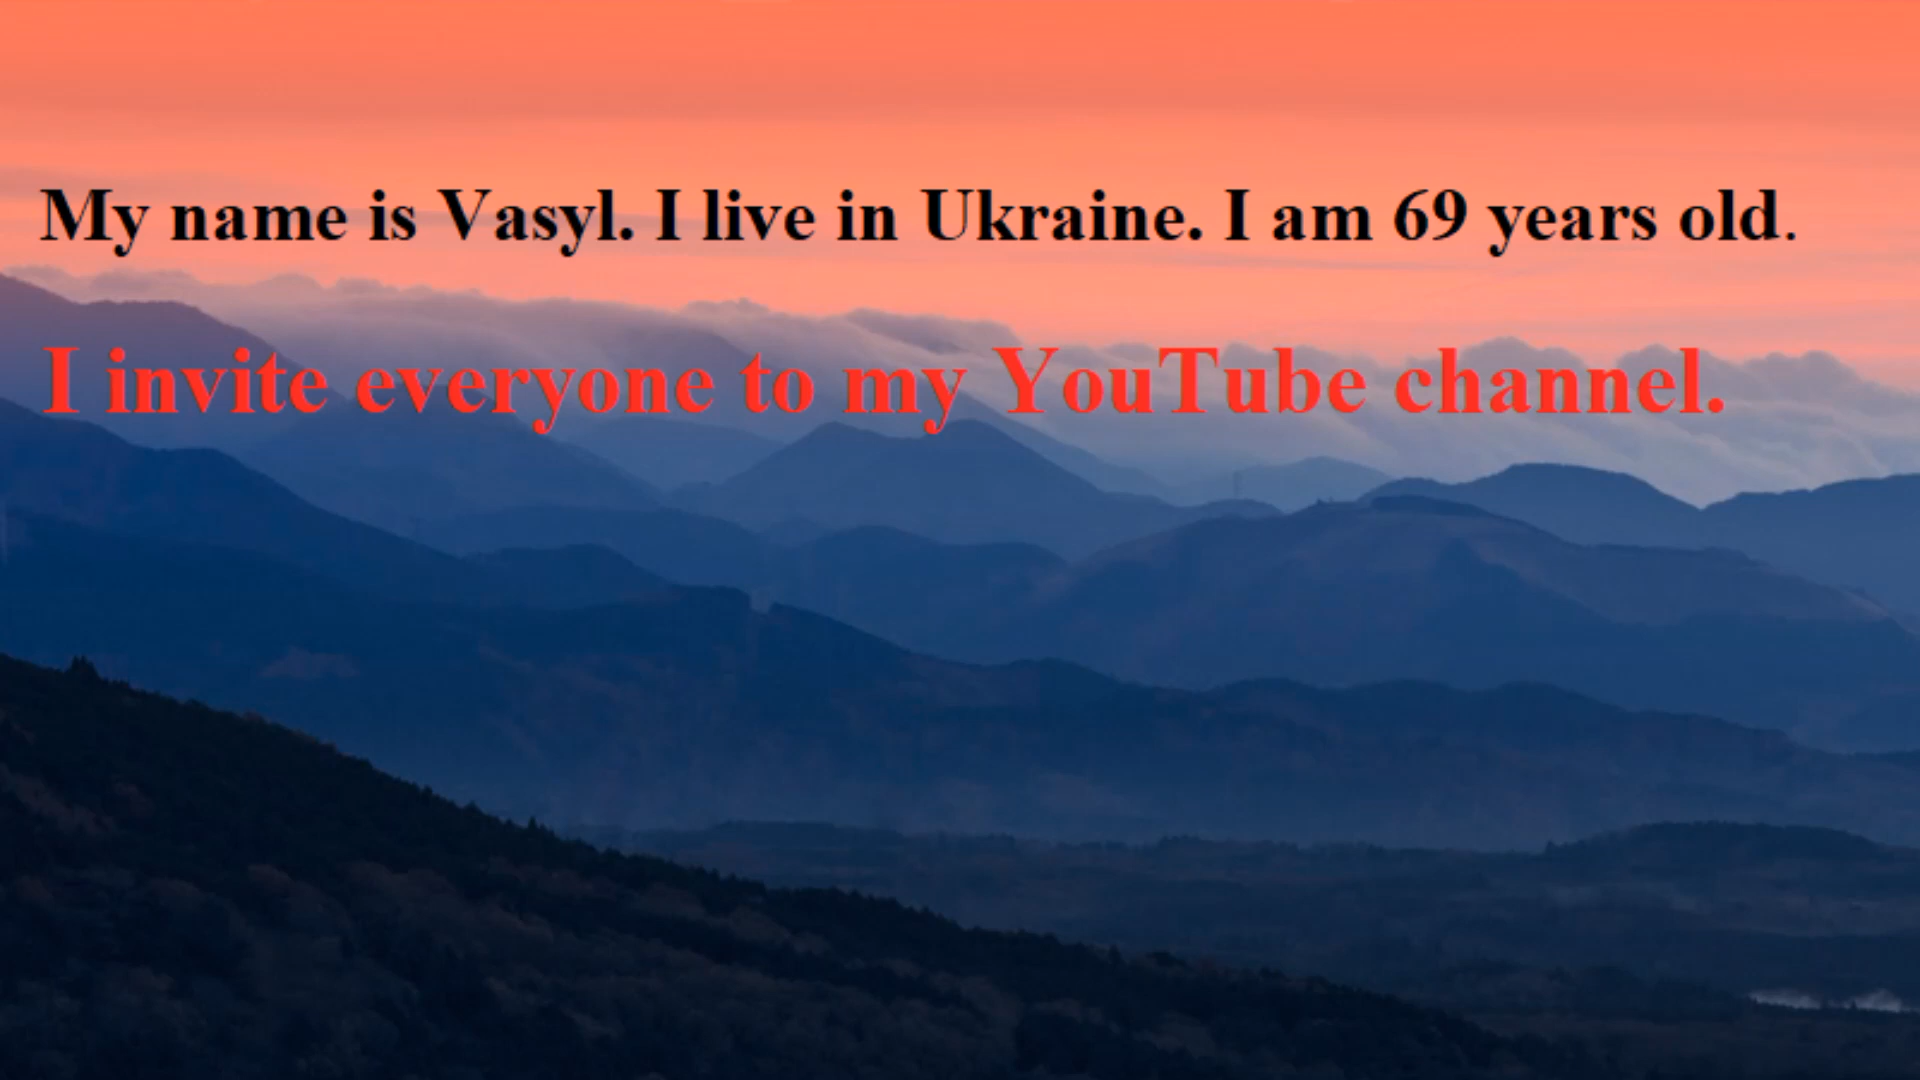 My name is Vasyl. I live in Ukraine. I am 69 years old.
I invite everyone to my YouTube channel.